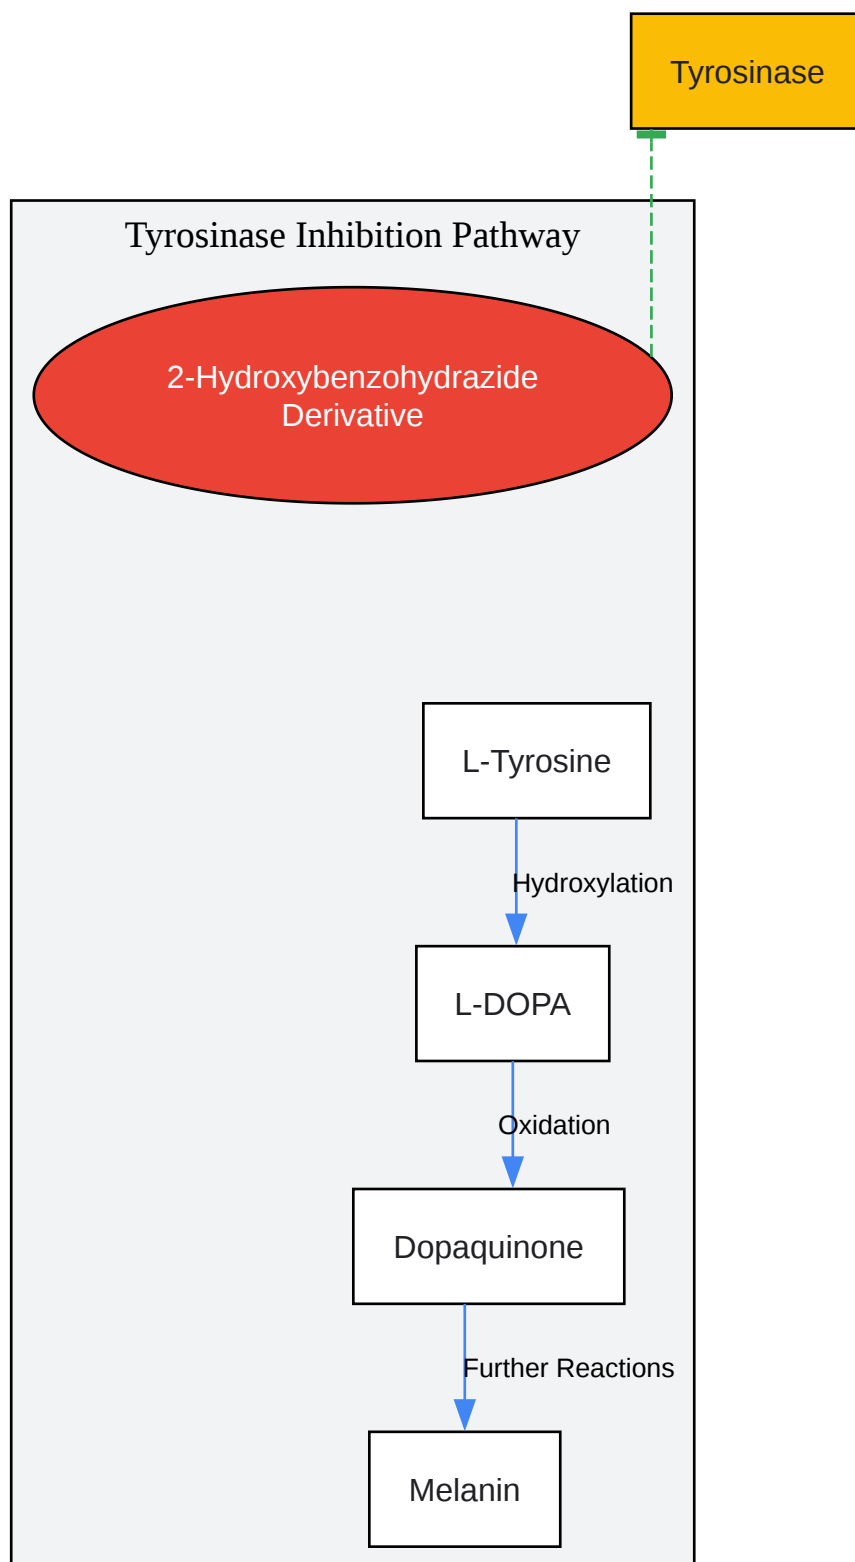 Tyrosinase
Tyrosinase Inhibition Pathway
2-Hydroxybenzohydrazide
Derivative
L-Tyrosine
Hydroxylation
L-DOPA
Oxidation
Dopaquinone
Further Reactions
Melanin